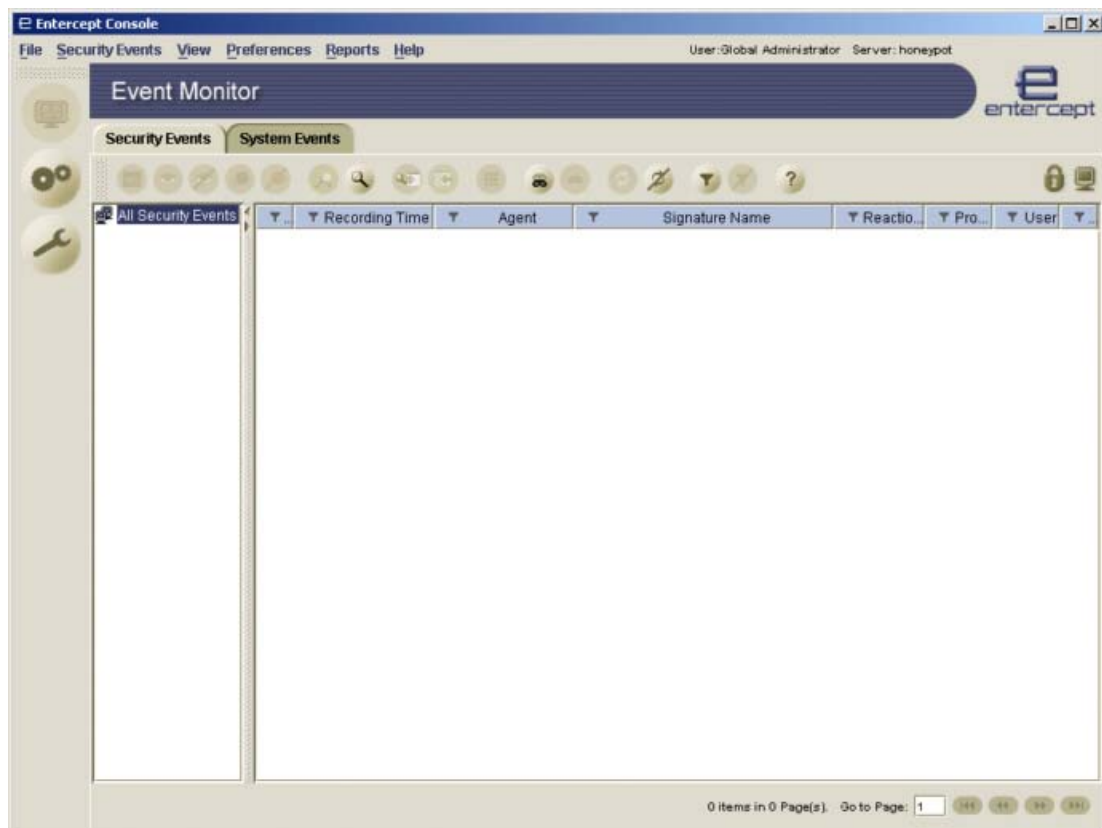 Entercept Console
File Security Events View Preferences Reports Help
User:Global Administrator Server: honeypot
Event Monitor
entercept
Security Events System Events
?
All Security Events
... Recording Time Agent Signature Name Reactio... Pro... User ...
0 items in 0 Page(s). Go to Page: 1